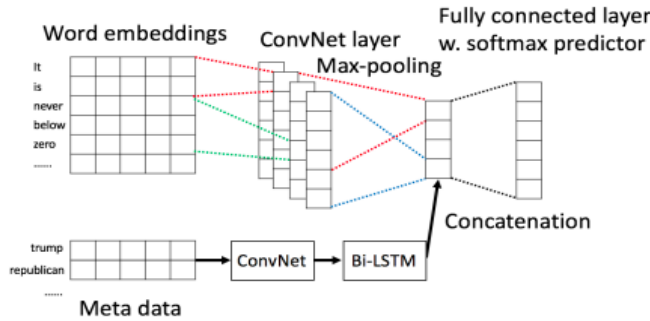 Word embeddings
ConvNet layer
Max-pooling
Fully connected layer
w. softmax predictor
It
is
never
below
zero
......
Concatenation
trump
republican
......
ConvNet
Bi-LSTM
Meta data